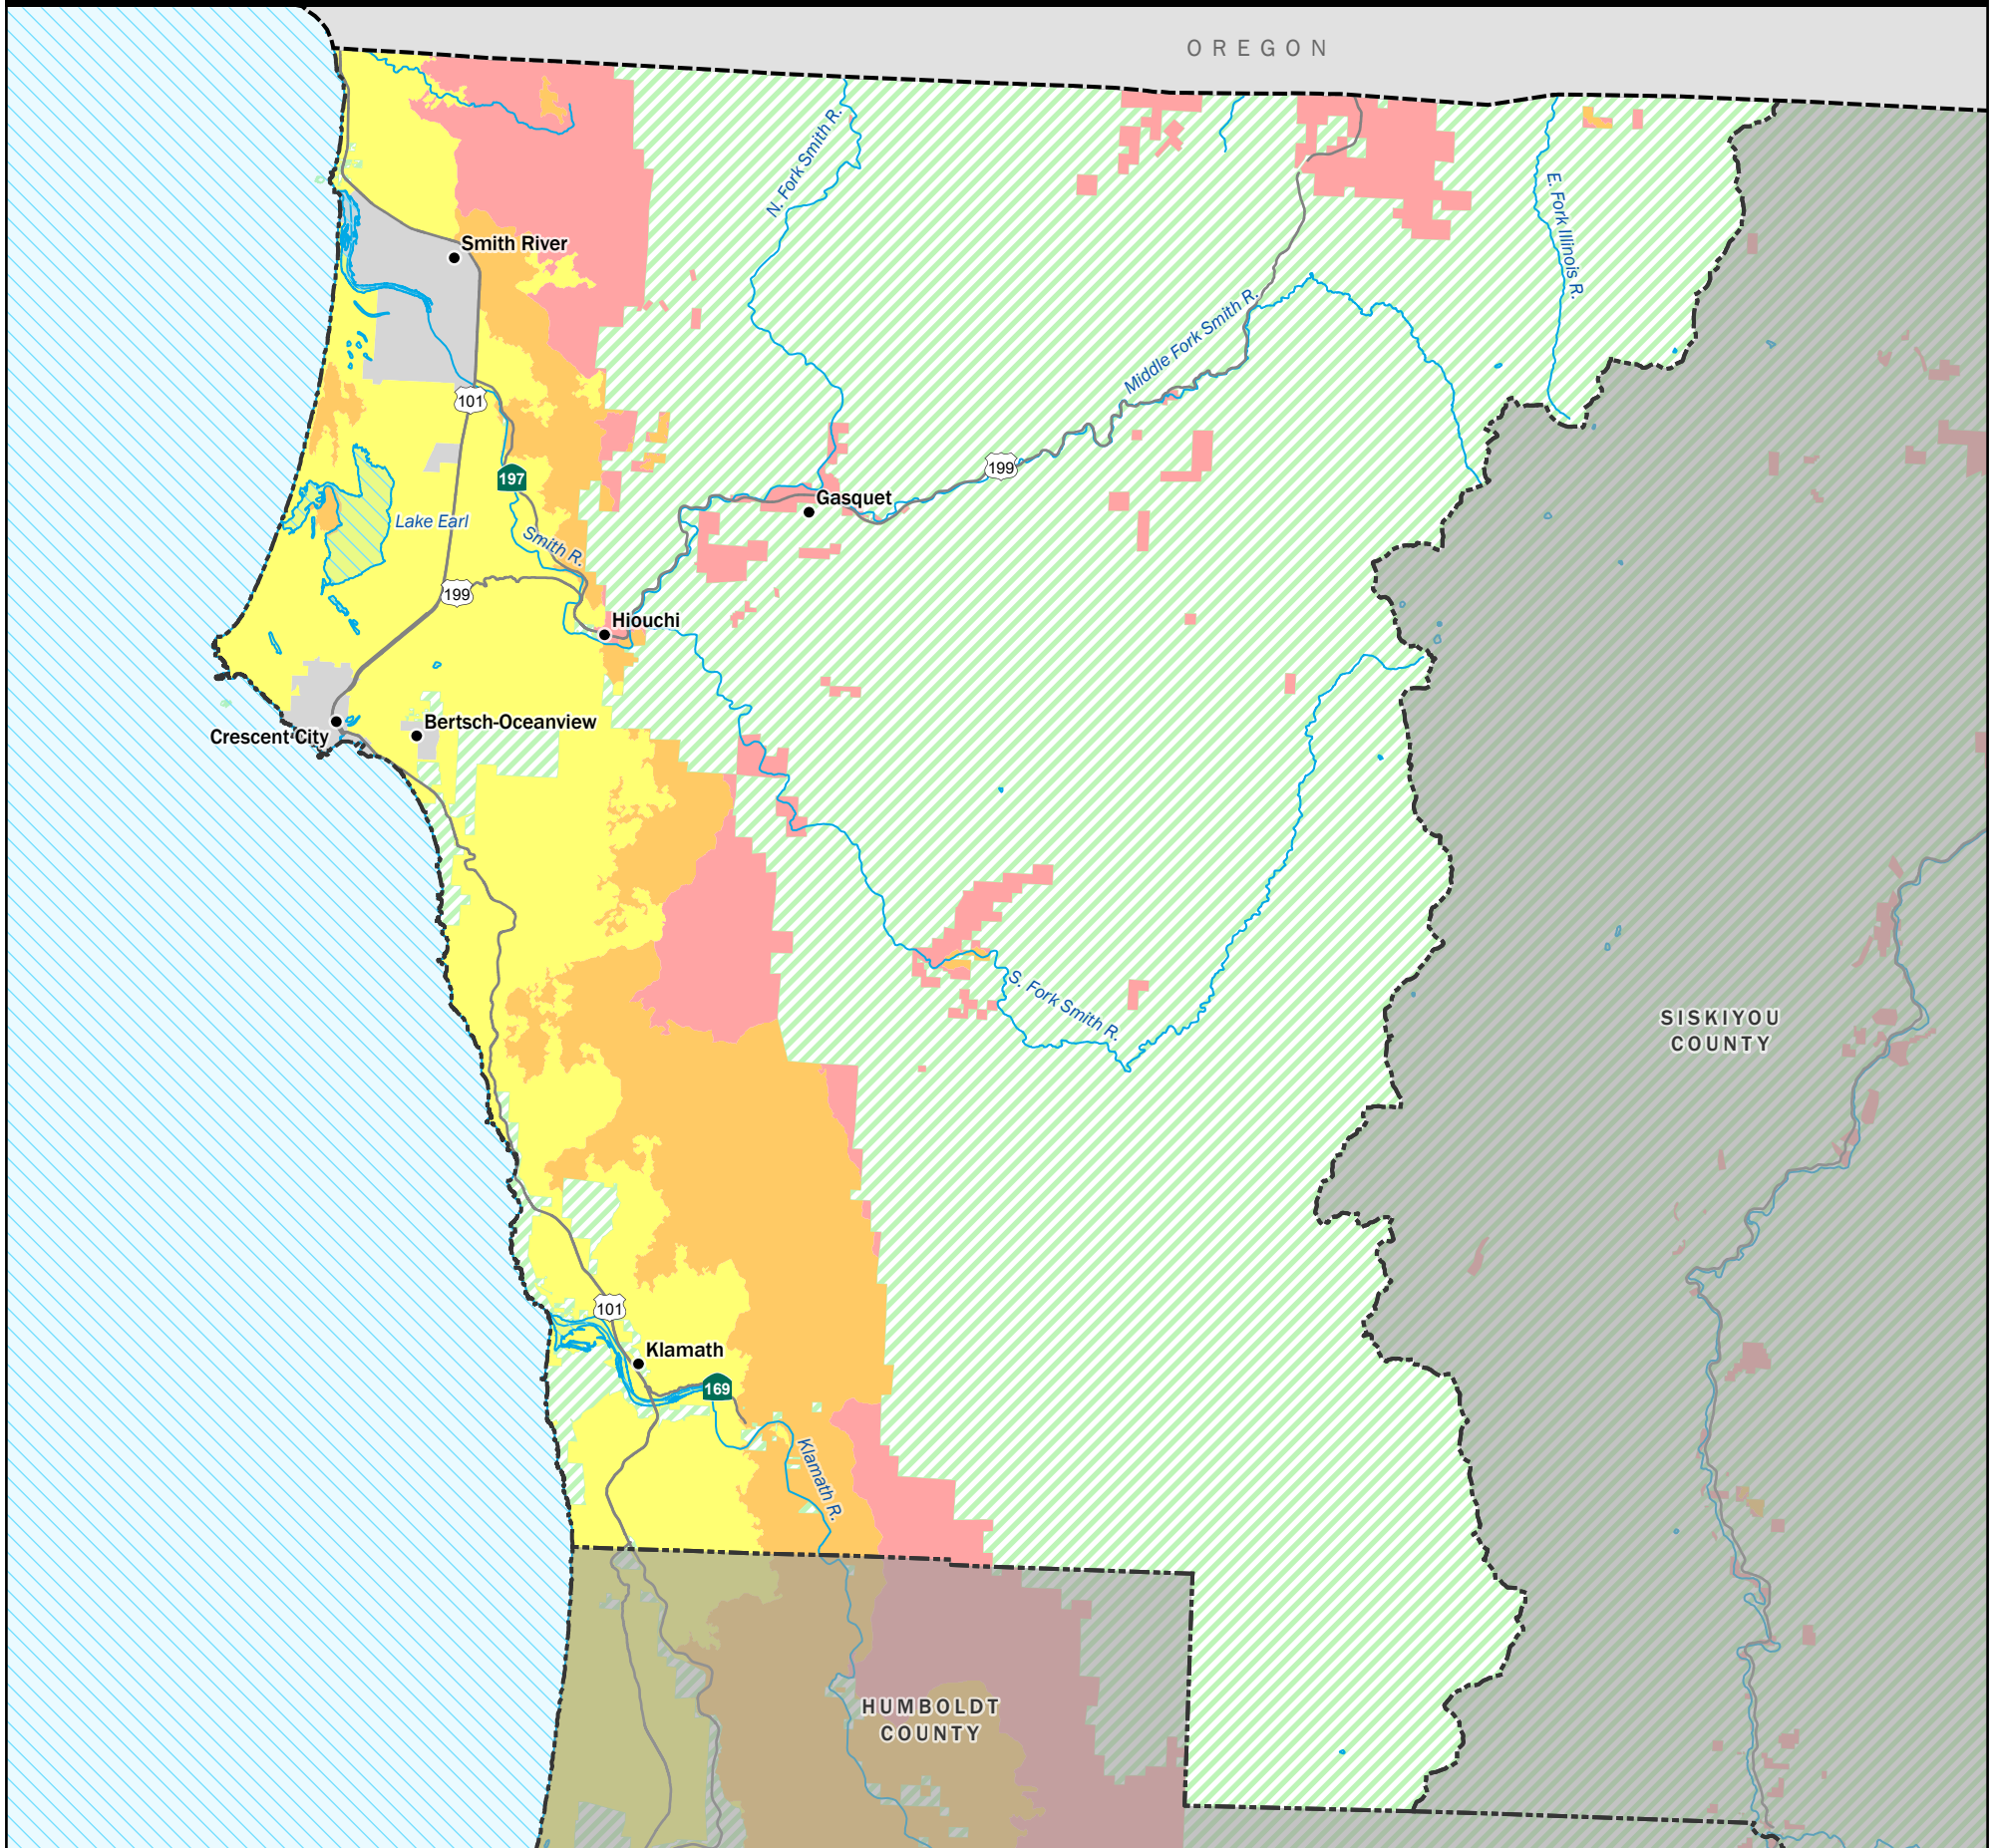 OREGON
N. Fork Smith R.
E. Fork Illinois R.
Smith River
Middle Fork Smith R.
101
199
197
Gasquet
Lake Earl
Smith R.
199
Hiouchi
Bertsch-Oceanview
Crescent City
S. Fork Smith R.
SISKIYOU
COUNTY
101
Klamath
169
Klamath R.
HUMBOLDT
COUNTY